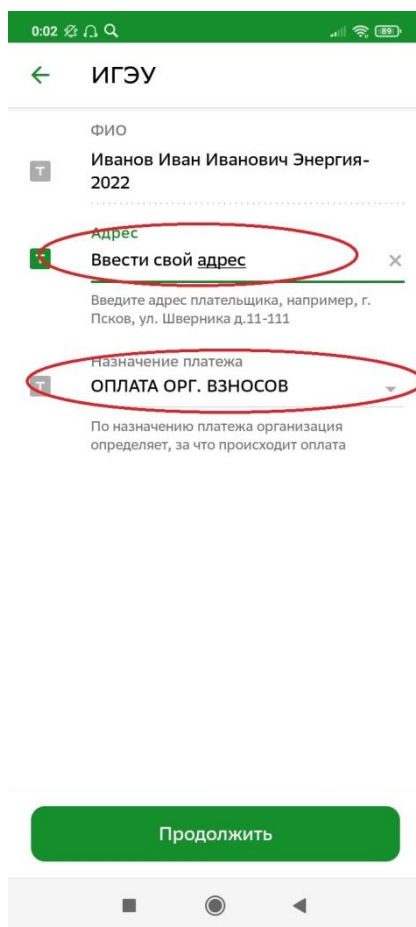 0:02 89
ИГЭУ
ФИО
Иванов Иван Иванович Энергия-
2022
Адрес
Ввести свой адрес
Введите адрес плательщика, например, г.
Псков, ул. Шверника д.11-111
Назначение платежа
ОПЛАТА ОРГ. ВЗНОСОВ
По назначению платежа организация
определяет, за что происходит оплата
Продолжить